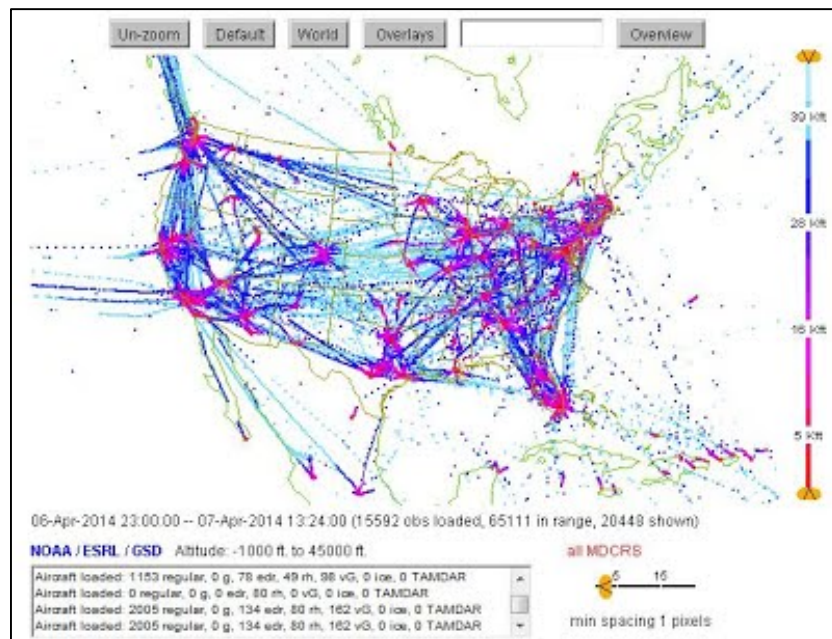 Un-zoom Default World Overlays Overview
39 Kft
28 Kft
16 Kft
5 Kft
06-Apr-2014 23:00:00 -- 07-Apr-2014 13:24:00 (15592 obs loaded, 65111 in range, 20448 shown)
NOAA / ESRL / GSD Altitude: -1000 ft. to 45000 ft.
all MDCRS
Aircraft loaded: 1153 regular, 0 g, 78 edr, 49 rh, 98 vG, 0 ice, 0 TAMDAR
Aircraft loaded: 0 regular, 0 g, 0 edr, 80 rh, 0 vG, 0 ice, 0 TAMDAR
Aircraft loaded: 2005 regular, 0 g, 134 edr, 80 rh, 162 vG, 0 ice, 0 TAMDAR
Aircraft loaded: 2005 regular, 0 g, 134 edr, 80 rh, 162 vG, 0 ice, 0 TAMDAR
5 15
min spacing 1 pixels